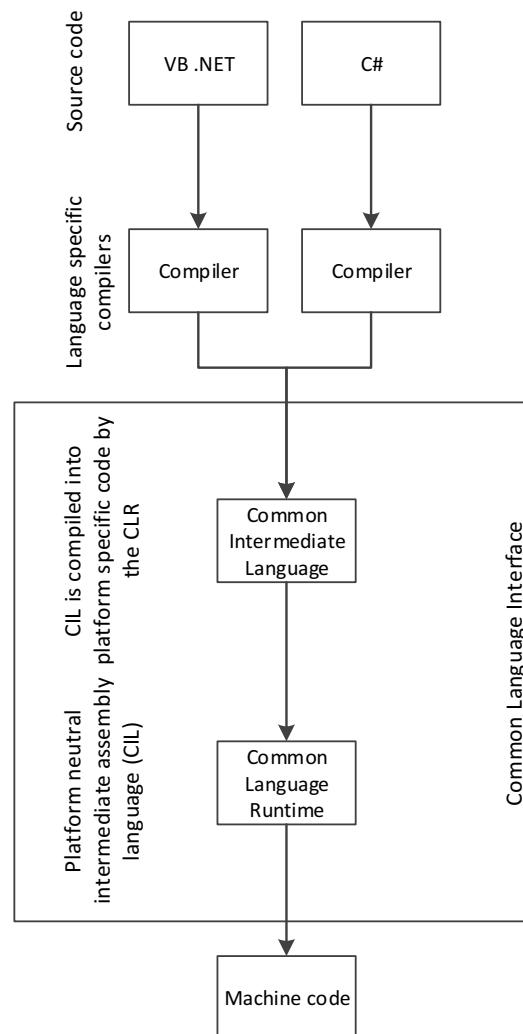 Source code
VB .NET
C#
Language specific
compilers
Compiler
Compiler
CIL is compiled into
platform specific code by
the CLR
Common
Intermediate
Language
Common Language Interface
Platform neutral
intermediate assembly
language (CIL)
Common
Language
Runtime
Machine code